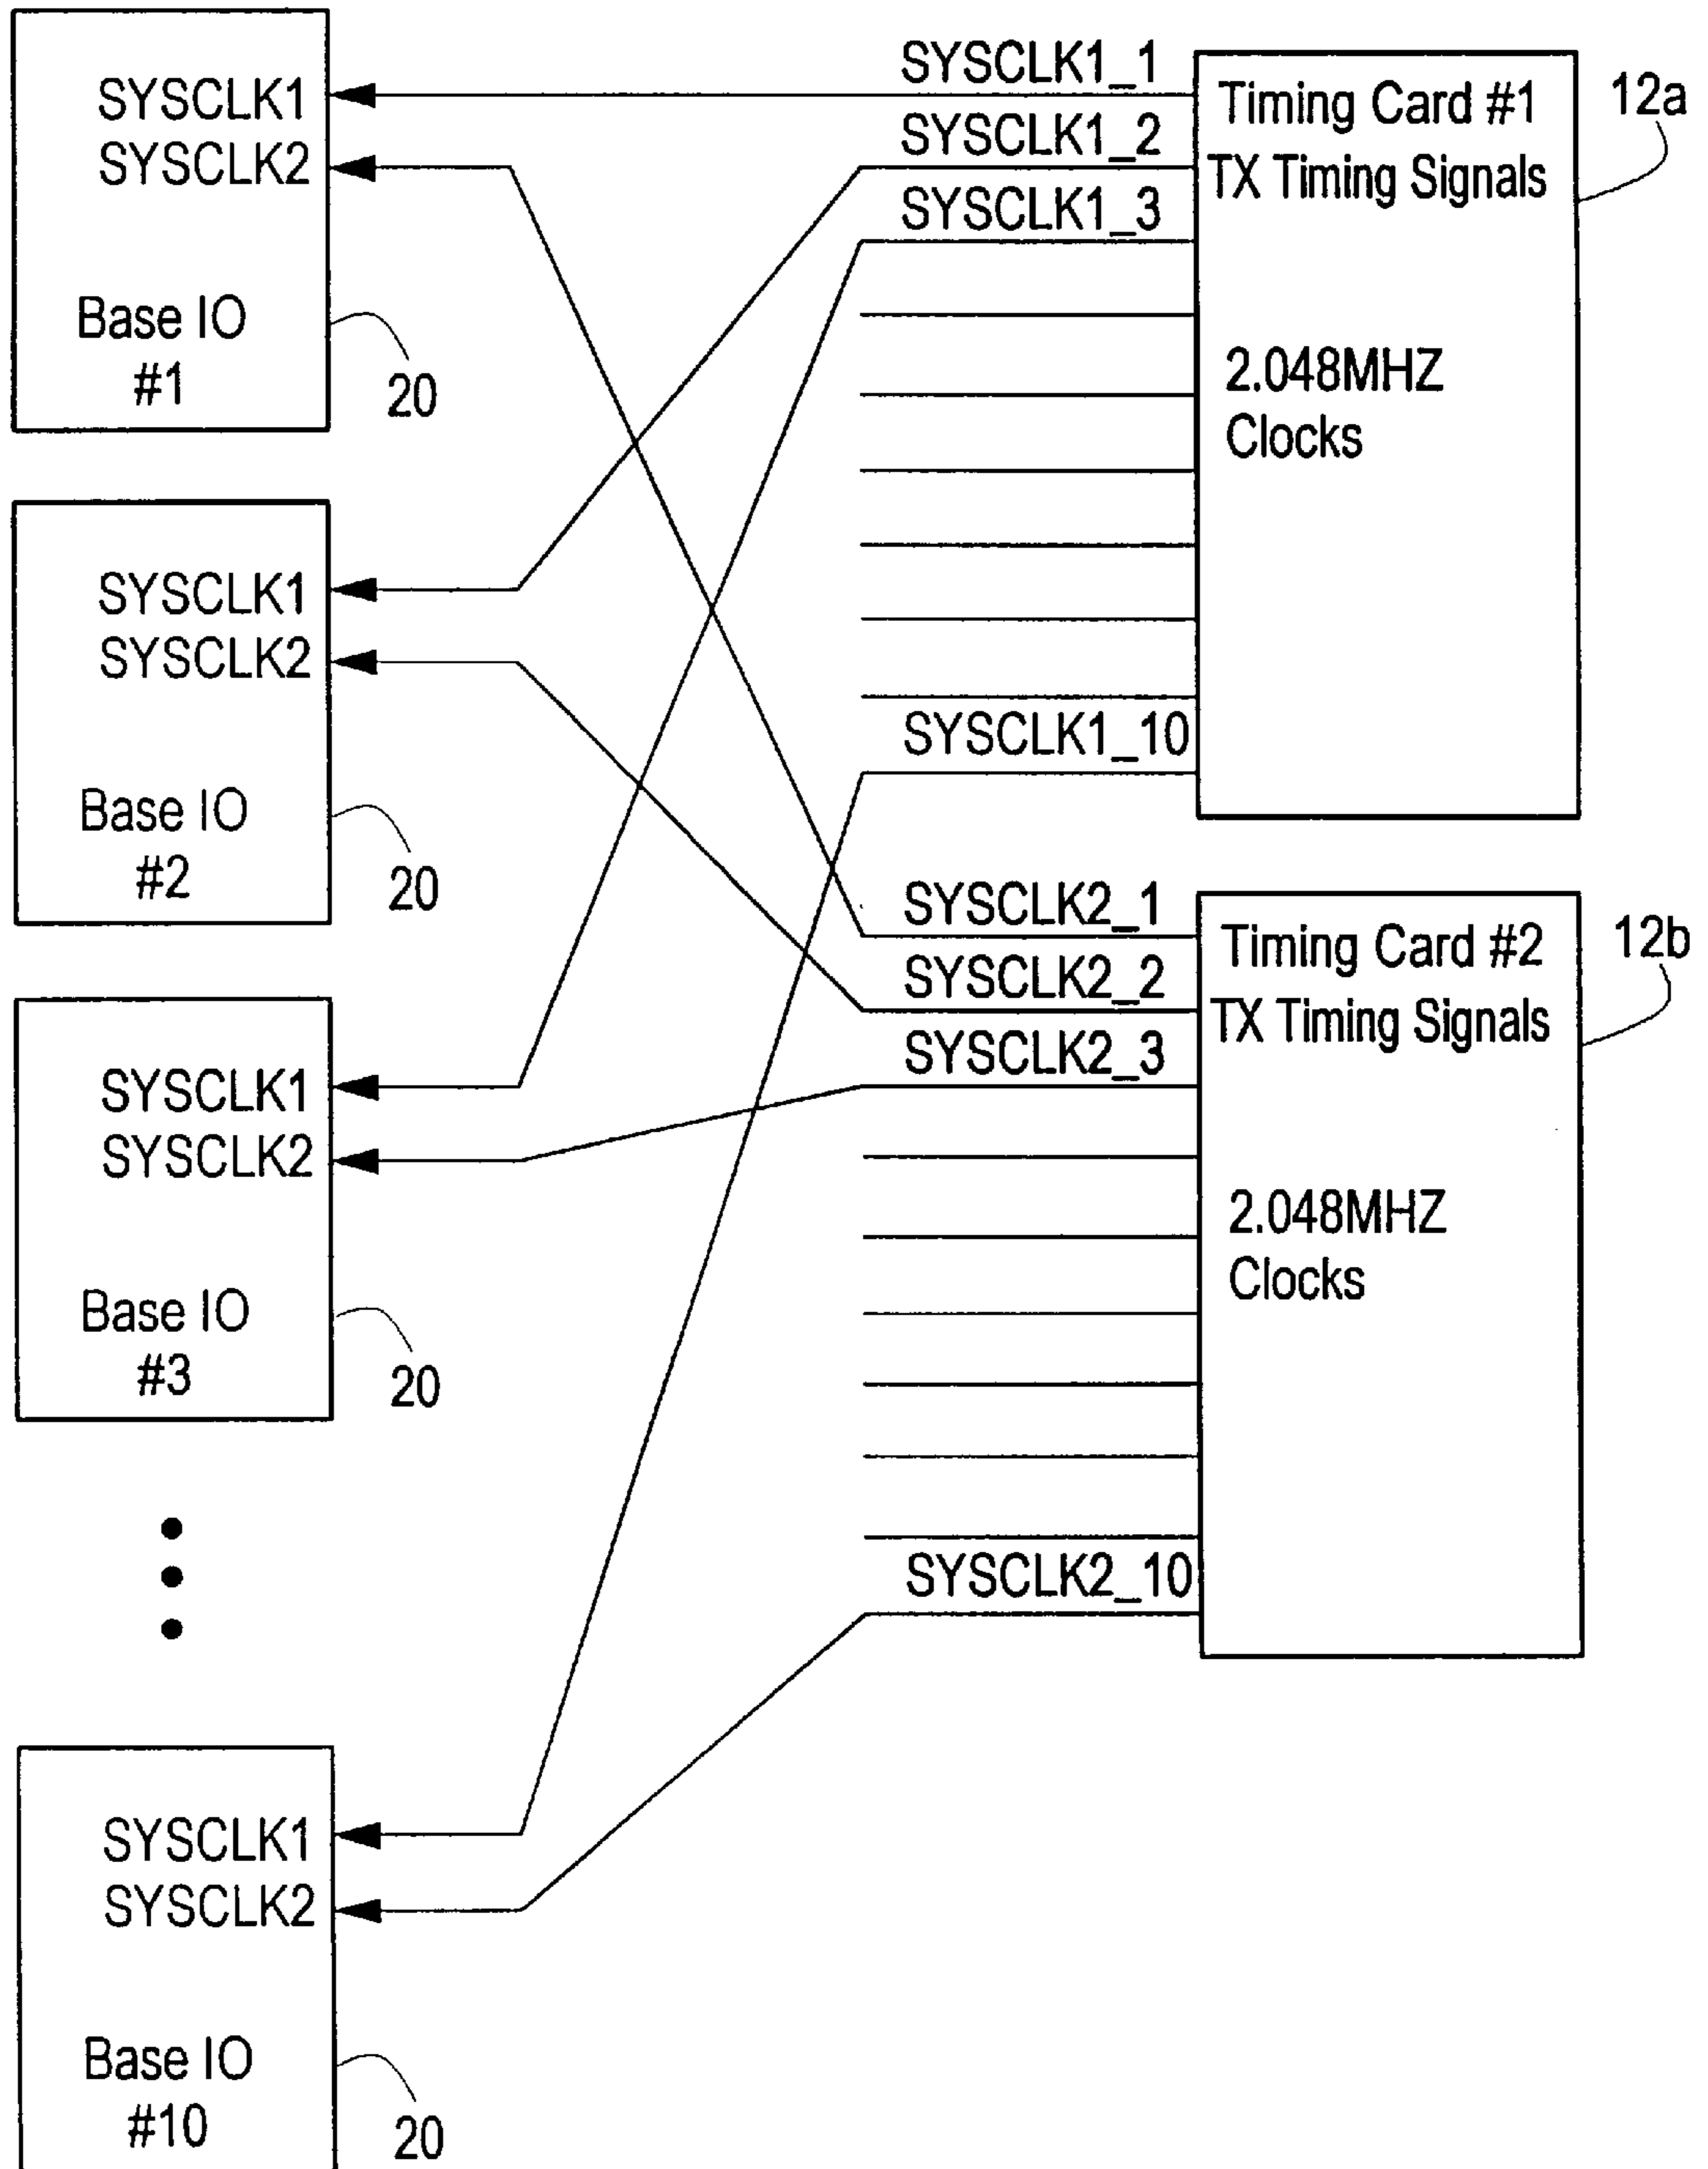 SYSCLK1
SYSCLK2
Base IO
#1
20
SYSCLK1
SYSCLK2
Base IO
#2
20
SYSCLK1
SYSCLK2
Base IO
#3
20
SYSCLK1
SYSCLK2
Base IO
#10
20
SYSCLK1_1
SYSCLK1_2
SYSCLK1_3
SYSCLK1_10
Timing Card #1
TX Timing Signals
2.048MHZ
Clocks
12a
SYSCLK2_1
SYSCLK2_2
SYSCLK2_3
SYSCLK2_10
Timing Card #2
TX Timing Signals
2.048MHZ
Clocks
12b